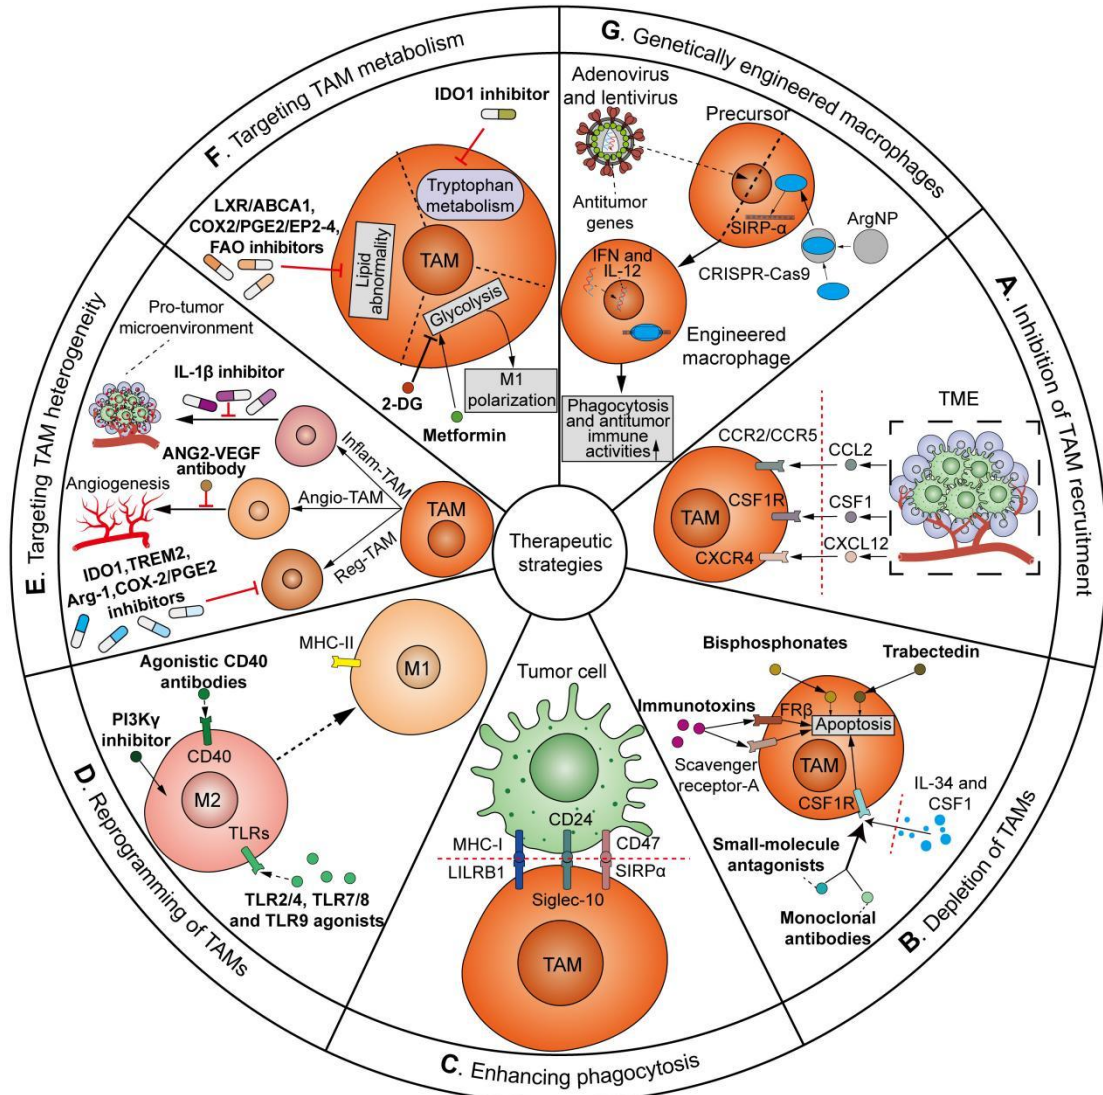 G. Genetically engineered macrophages
Adenovirus
and lentivirus
Precursor
Antitumor
genes
SIRP-α
ArgNP
CRISPR-Cas9
IFN and
IL-12
Engineered
macrophage
Phagocytosis
and antitumor
immune
activities
A. Inhibition of TAM recruitment
TME
CCR2/CCR5
CCL2
CSF1R
CSF1
TAM
CXCR4
CXCL12
B. Depletion of TAMs
Bisphosphonates
Trabectedin
Immunotoxins
FRβ
Apoptosis
Scavenger
receptor-A
TAM
CSF1R
IL-34 and
CSF1
Small-molecule
antagonists
Monoclonal
antibodies
C. Enhancing phagocytosis
Tumor cell
CD24
MHC-I
CD47
LILRB1
SIRPα
Siglec-10
TAM
D. Reprogramming of TAMs
MHC-II
M1
Agonistic CD40
antibodies
PI3Kγ
inhibitor
CD40
M2
TLRs
TLR2/4, TLR7/8
and TLR9 agonists
E. Targeting TAM heterogeneity
Pro-tumor
microenvironment
IL-1β inhibitor
Inflam-TAM
ANG2-VEGF
antibody
Angiogenesis
Angio-TAM
TAM
Reg-TAM
IDO1,TREM2,
Arg-1,COX-2/PGE2
inhibitors
F. Targeting TAM metabolism
IDO1 inhibitor
Tryptophan
metabolism
LXR/ABCA1,
COX2/PGE2/EP2-4,
FAO inhibitors
Lipid
abnormality
TAM
Glycolysis
2-DG
Metformin
M1
polarization
Therapeutic
strategies